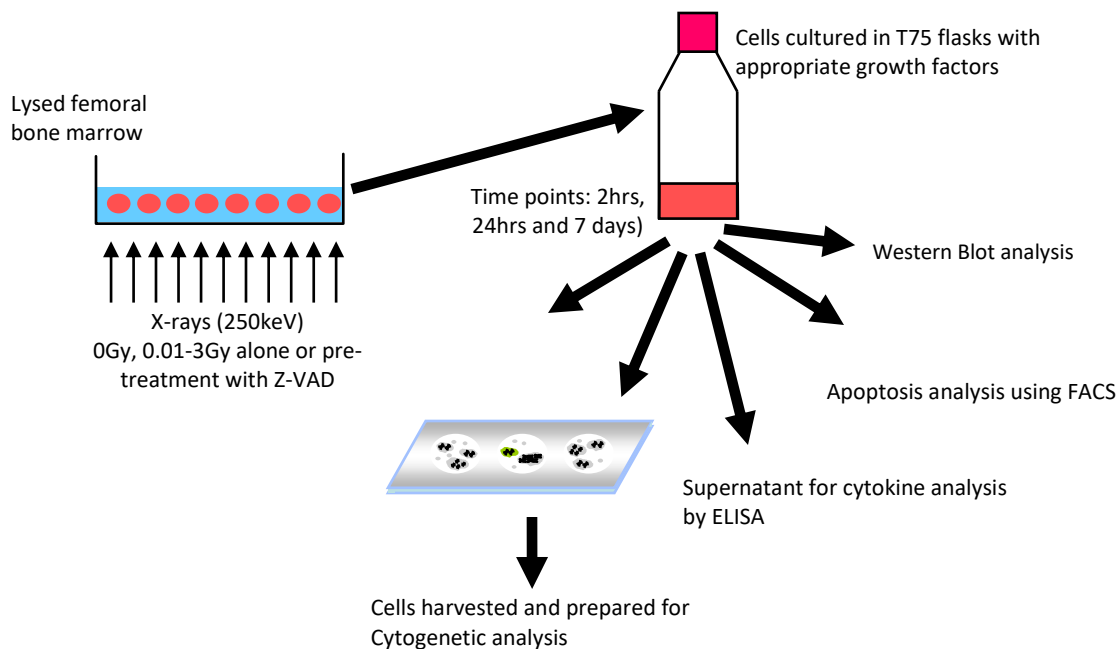 Lysed femoral
bone marrow
X-rays (250keV)
0Gy, 0.01-3Gy alone or pre-
treatment with Z-VAD
Cells cultured in T75 flasks with
appropriate growth factors
Time points: 2hrs,
24hrs and 7 days)
Western Blot analysis
Apoptosis analysis using FACS
Supernatant for cytokine analysis
by ELISA
Cells harvested and prepared for
Cytogenetic analysis